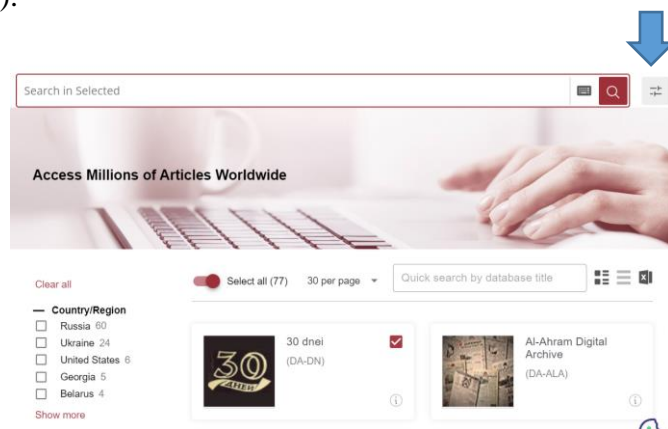 ).
Search in Selected
Access Millions of Articles Worldwide
Clear all
Select all (77)
30 per page
Quick search by database title
— Country/Region
Russia 60
Ukraine 24
United States 6
Georgia 5
Belarus 4
Show more
30 dnei
(DA-DN)
30
ДНЕЙ
Al-Ahram Digital
Archive
(DA-ALA)